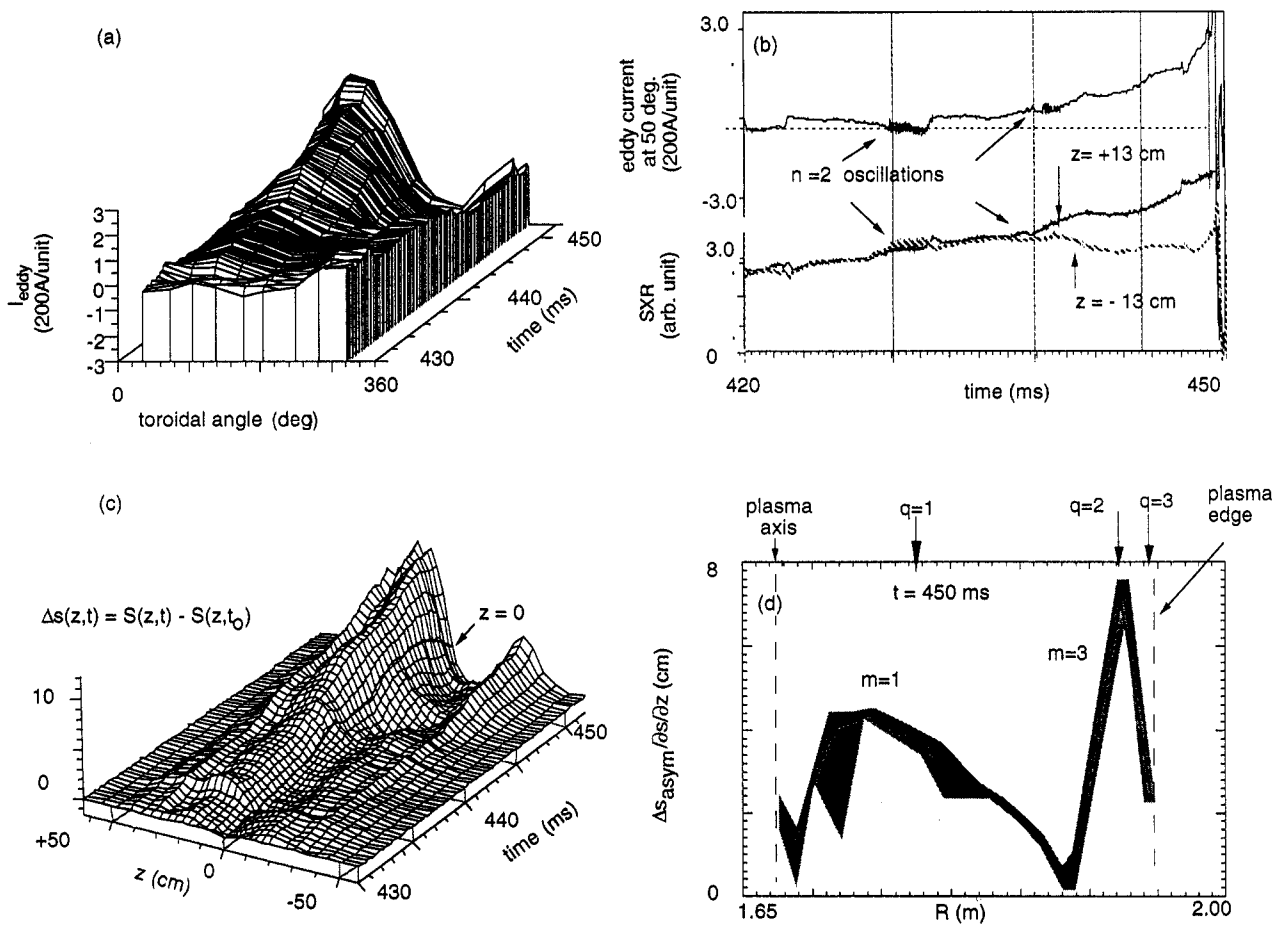 (a)
3
2
1
0
-1
-2
-3
I eddy
(200A/unit)
0
360
toroidal angle (deg)
430
440
450
time (ms)
(b)
3.0
-3.0
eddy current
at 50 deg.
(200A/unit)
n =2 oscillations
z= +13 cm
z= - 13 cm
3.0
0
SXR
(arb. unit)
420
time (ms)
450
(c)
Δs(z,t) = S(z,t) - S(z,to)
z = 0
10
0
+50
0
-50
z (cm)
430
440
450
time (ms)
plasma
axis
q=1
q=2
q=3
plasma
edge
8
(d)
t = 450 ms
m=1
m=3
Δsasym/∂s/∂z (cm)
0
1.65
R (m)
2.00